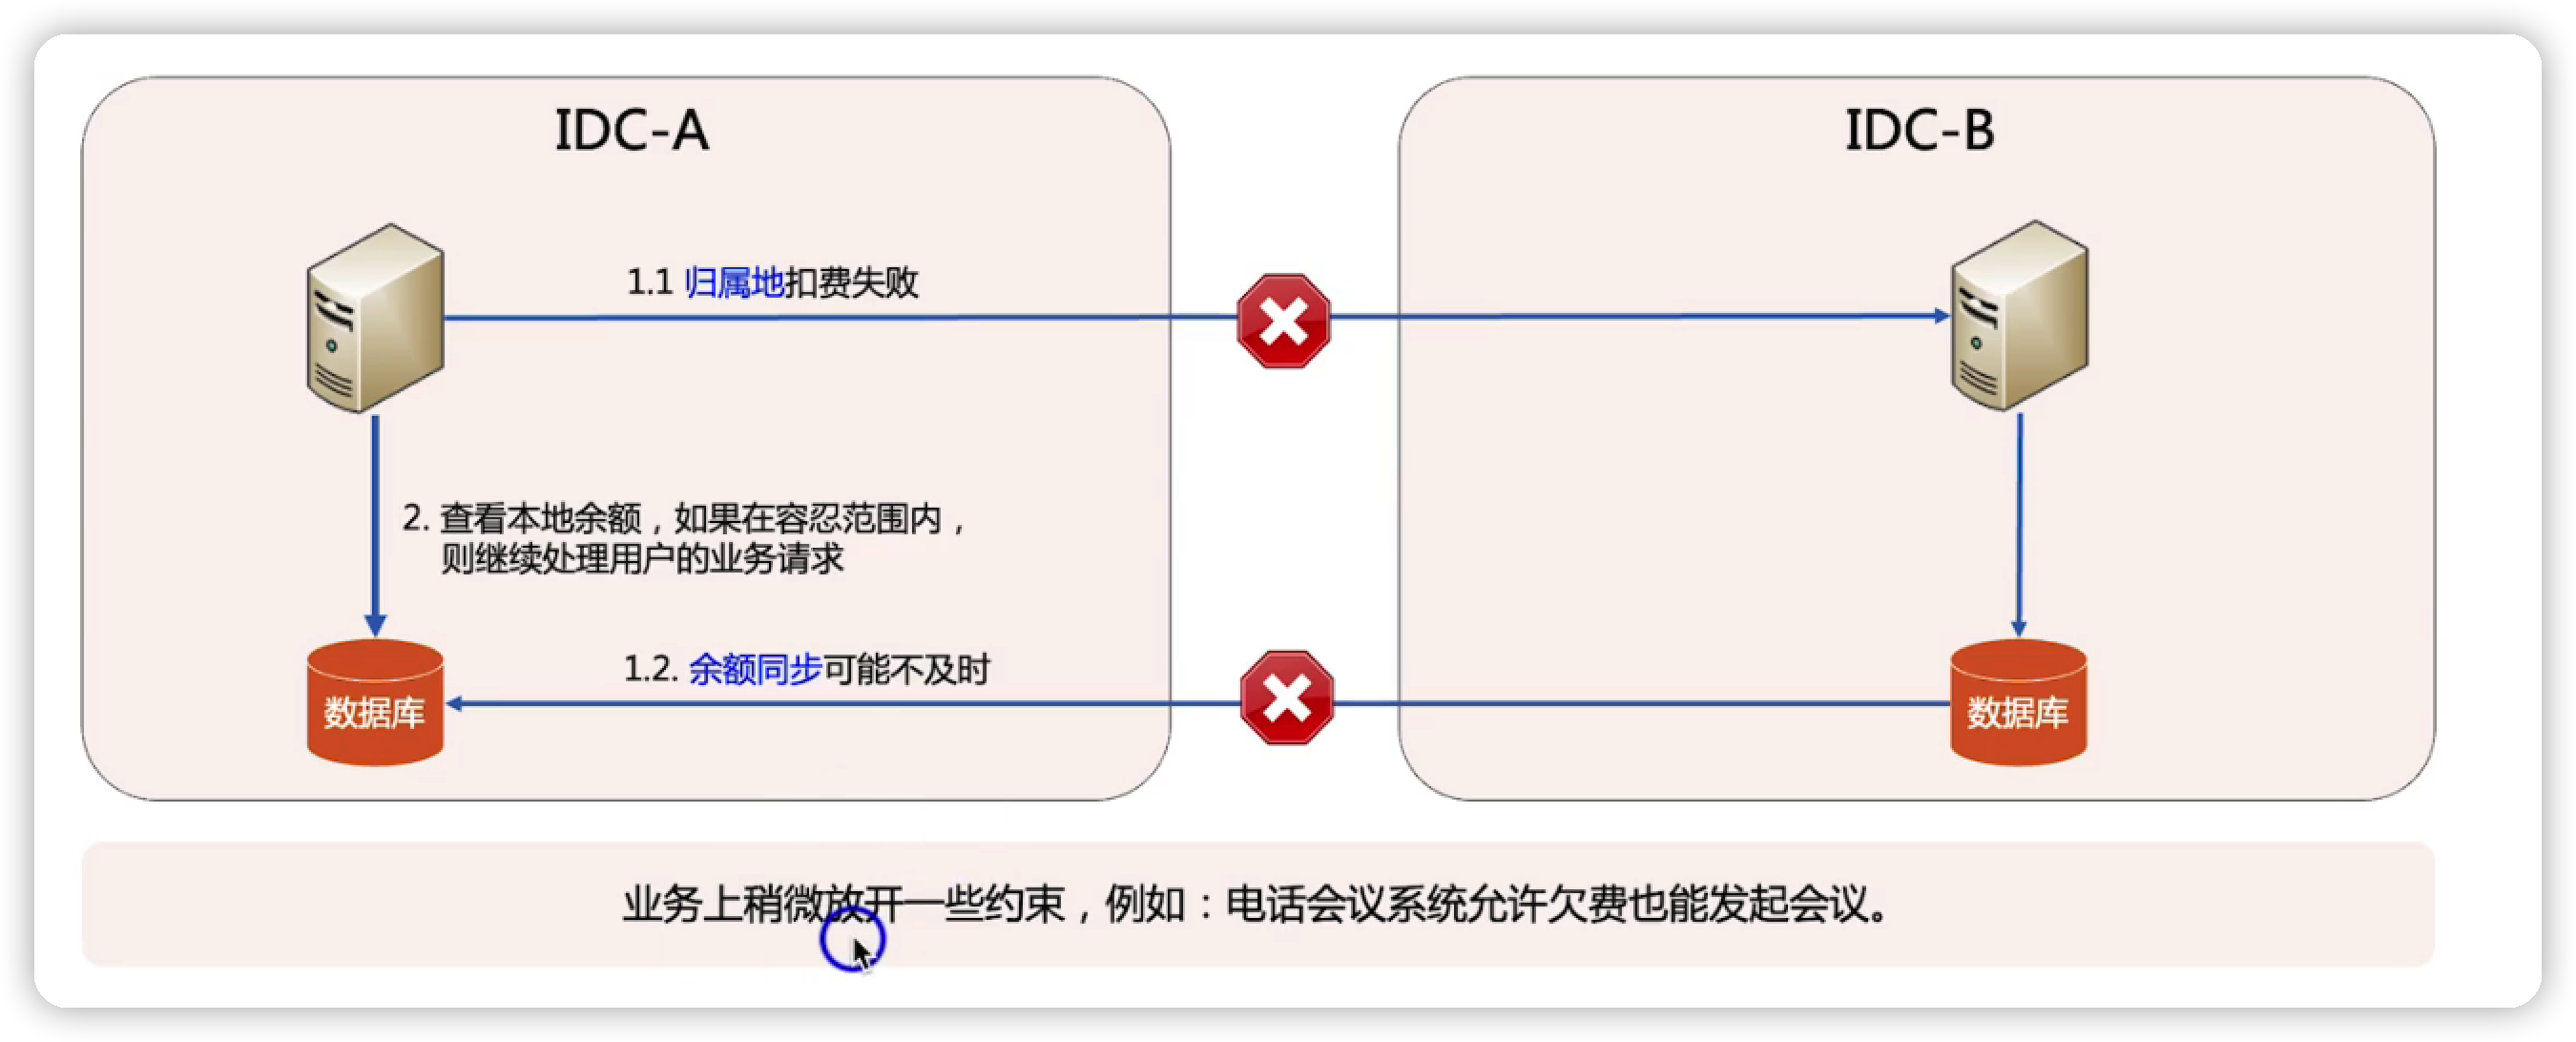 IDC-A
IDC-B
1.1 归属地扣费失败
2. 查看本地余额，如果在容忍范围内，
则继续处理用户的业务请求
1.2. 余额同步可能不及时
数据库
数据库
业务上稍微放开一些约束，例如：电话会议系统允许欠费也能发起会议。